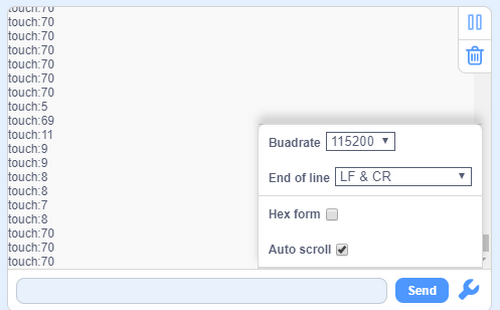 touch:70
touch:70
touch:70
touch:70
touch:70
touch:70
touch:70
touch:5
touch:69
touch:11
touch:9
touch:9
touch:8
touch:8
touch:7
touch:8
touch:70
touch:70
touch:70
Buadrate 115200
End of line LF & CR
Hex form
Auto scroll
Send